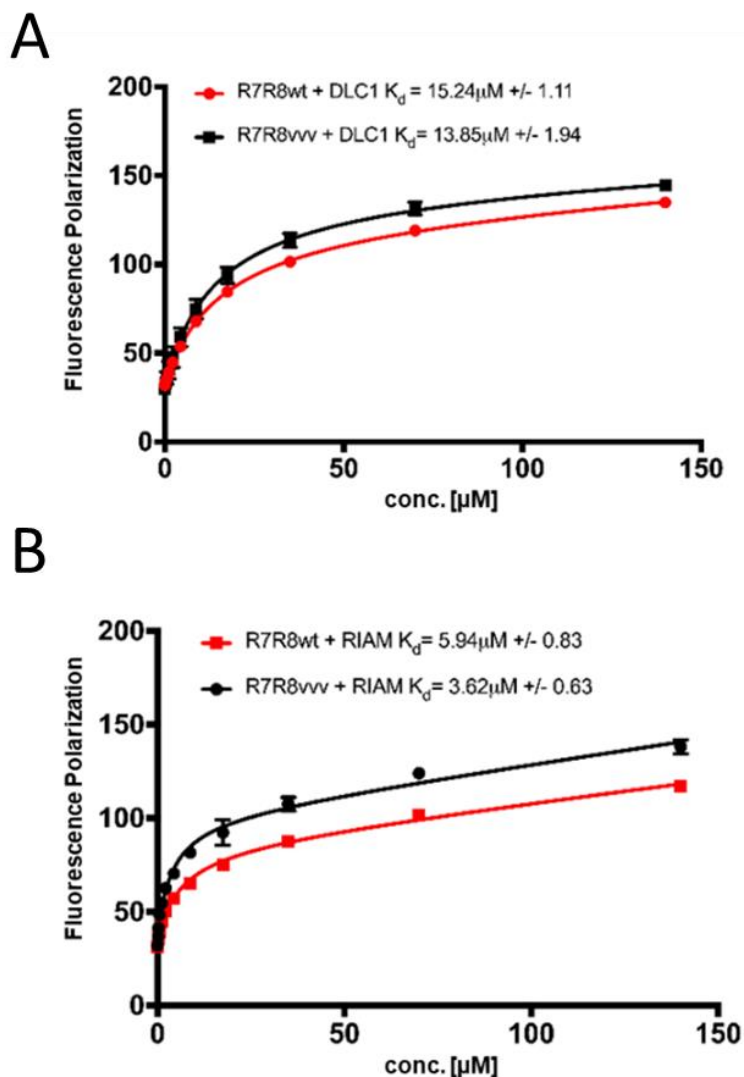 A
200
150
100
50
0
Fluorescence Polarization
R7R8wt + DLC1 Kd = 15.24µM +/- 1.11
R7R8vvv + DLC1 Kd = 13.85µM +/- 1.94
0 50 100 150
conc. [µM]
B
200
150
100
50
0
Fluorescence Polarization
R7R8wt + RIAM Kd = 5.94µM +/- 0.83
R7R8vvv + RIAM Kd = 3.62µM +/- 0.63
0 50 100 150
conc. [µM]